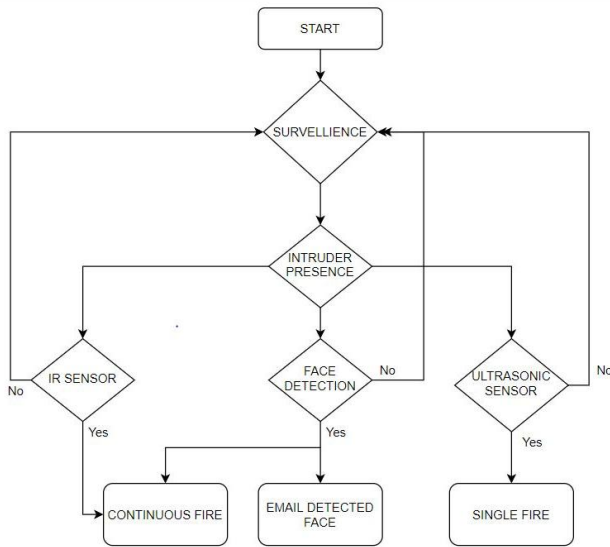 START
SURVELLIENCE
INTRUDER
PRESENCE
IR SENSOR
No
Yes
FACE
DETECTION
No
Yes
ULTRASONIC
SENSOR
No
Yes
CONTINUOUS FIRE
EMAIL DETECTED
FACE
SINGLE FIRE